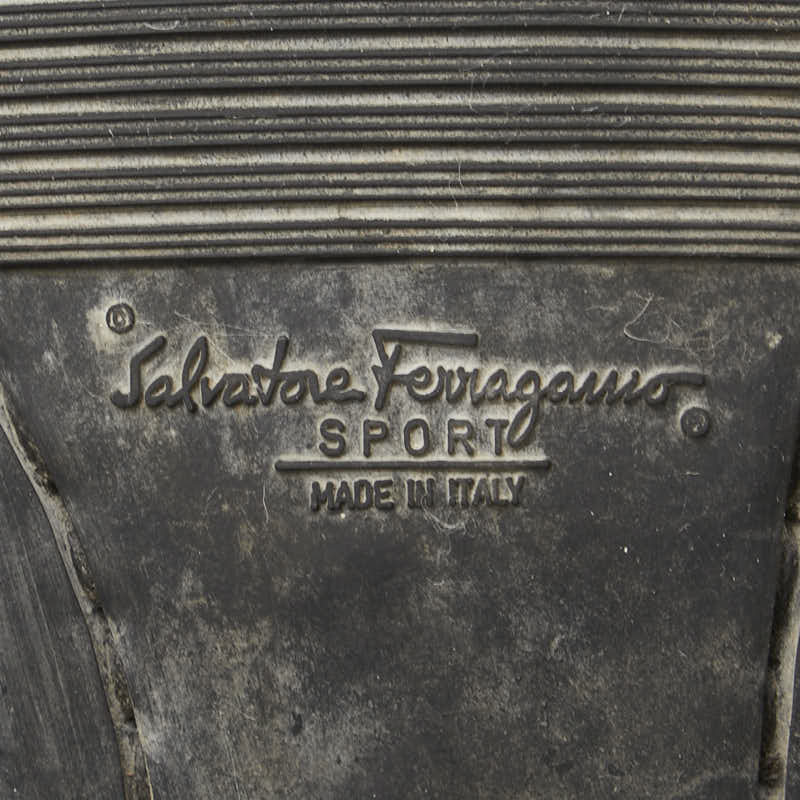 ©
Salvatore Ferragamo ®
SPORT
MADE IN ITALY